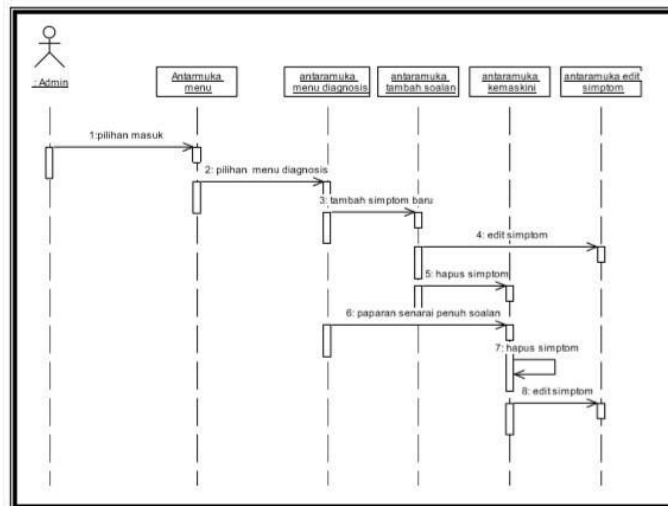 : Admin
Antarmuka
menu
antaramuka
menu diagnosis
antaramuka
tambah soalan
antaramuka
kemaskini
antaramuka edit
simptom
1:pilihan masuk
2: pilihan menu diagnosis
3: tambah simptom baru
4: edit simptom
5: hapus simptom
6: paparan senarai penuh soalan
7: hapus simptom
8: edit simptom